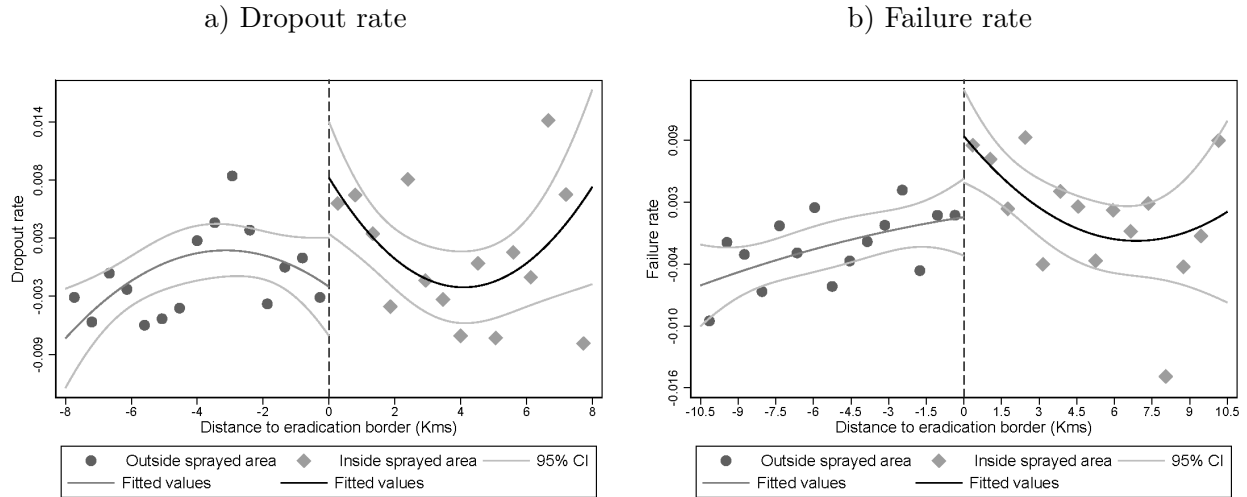 a) Dropout rate
Dropout rate
0.014
0.008
0.003
-0.003
-0.009
-8 -6 -4 -2 0 2 4 6 8
Distance to eradication border (Kms)
Outside sprayed area Inside sprayed area 95% CI
Fitted values Fitted values
b) Failure rate
Failure rate
0.009
0.003
-0.004
-0.010
-0.016
-10.5 -9 -7.5 -6 -4.5 -3 -1.5 0 1.5 3 4.5 6 7.5 9 10.5
Distance to eradication border (Kms)
Outside sprayed area Inside sprayed area 95% CI
Fitted values Fitted values